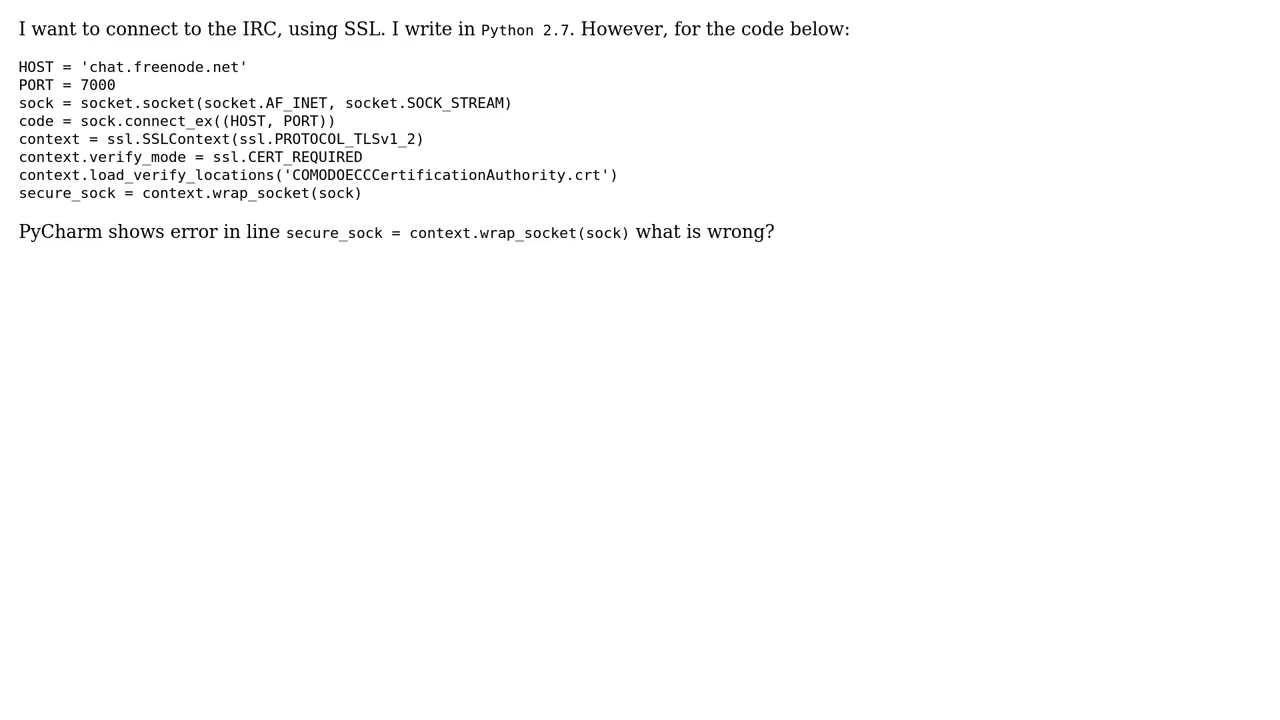 I want to connect to the IRC, using SSL. I write in Python 2.7. However, for the code below:
HOST = 'chat.freenode.net'
PORT = 7000
sock = socket.socket(socket.AF_INET, socket.SOCK_STREAM)
code = sock.connect_ex((HOST, PORT))
context = ssl.SSLContext(ssl.PROTOCOL_TLSv1_2)
context.verify_mode = ssl.CERT_REQUIRED
context.load_verify_locations('COMODOECCCertificationAuthority.crt')
secure_sock = context.wrap_socket(sock)
PyCharm shows error in line secure_sock = context.wrap_socket(sock) what is wrong?